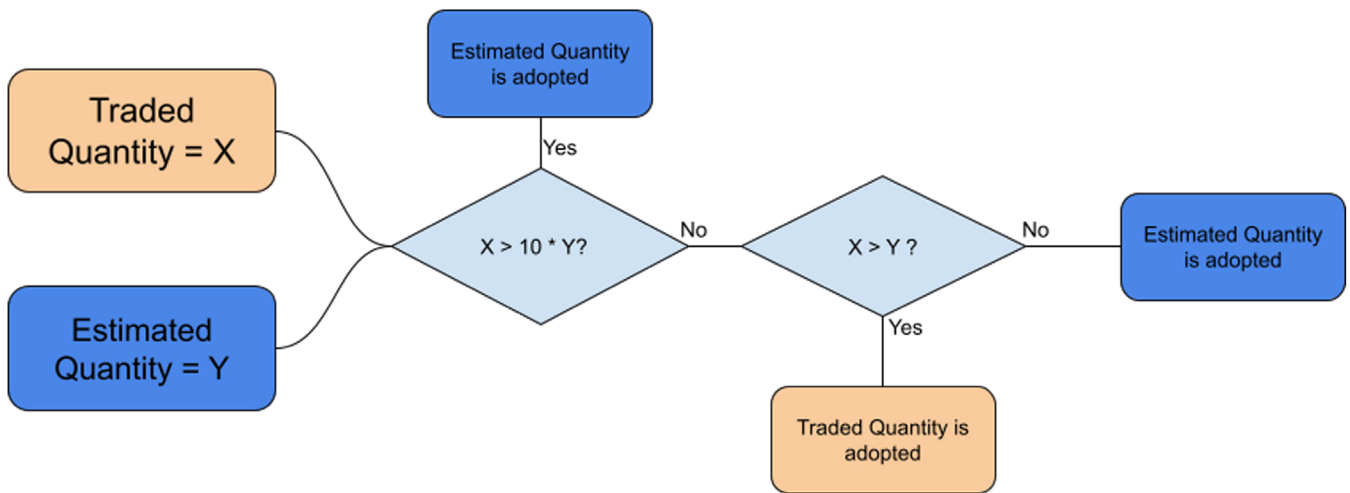 Traded
Quantity = X
Estimated
Quantity = Y
Estimated Quantity
is adopted
Yes
X > 10 * Y?
No
X > Y ?
Yes
Traded Quantity is
adopted
No
Estimated Quantity
is adopted